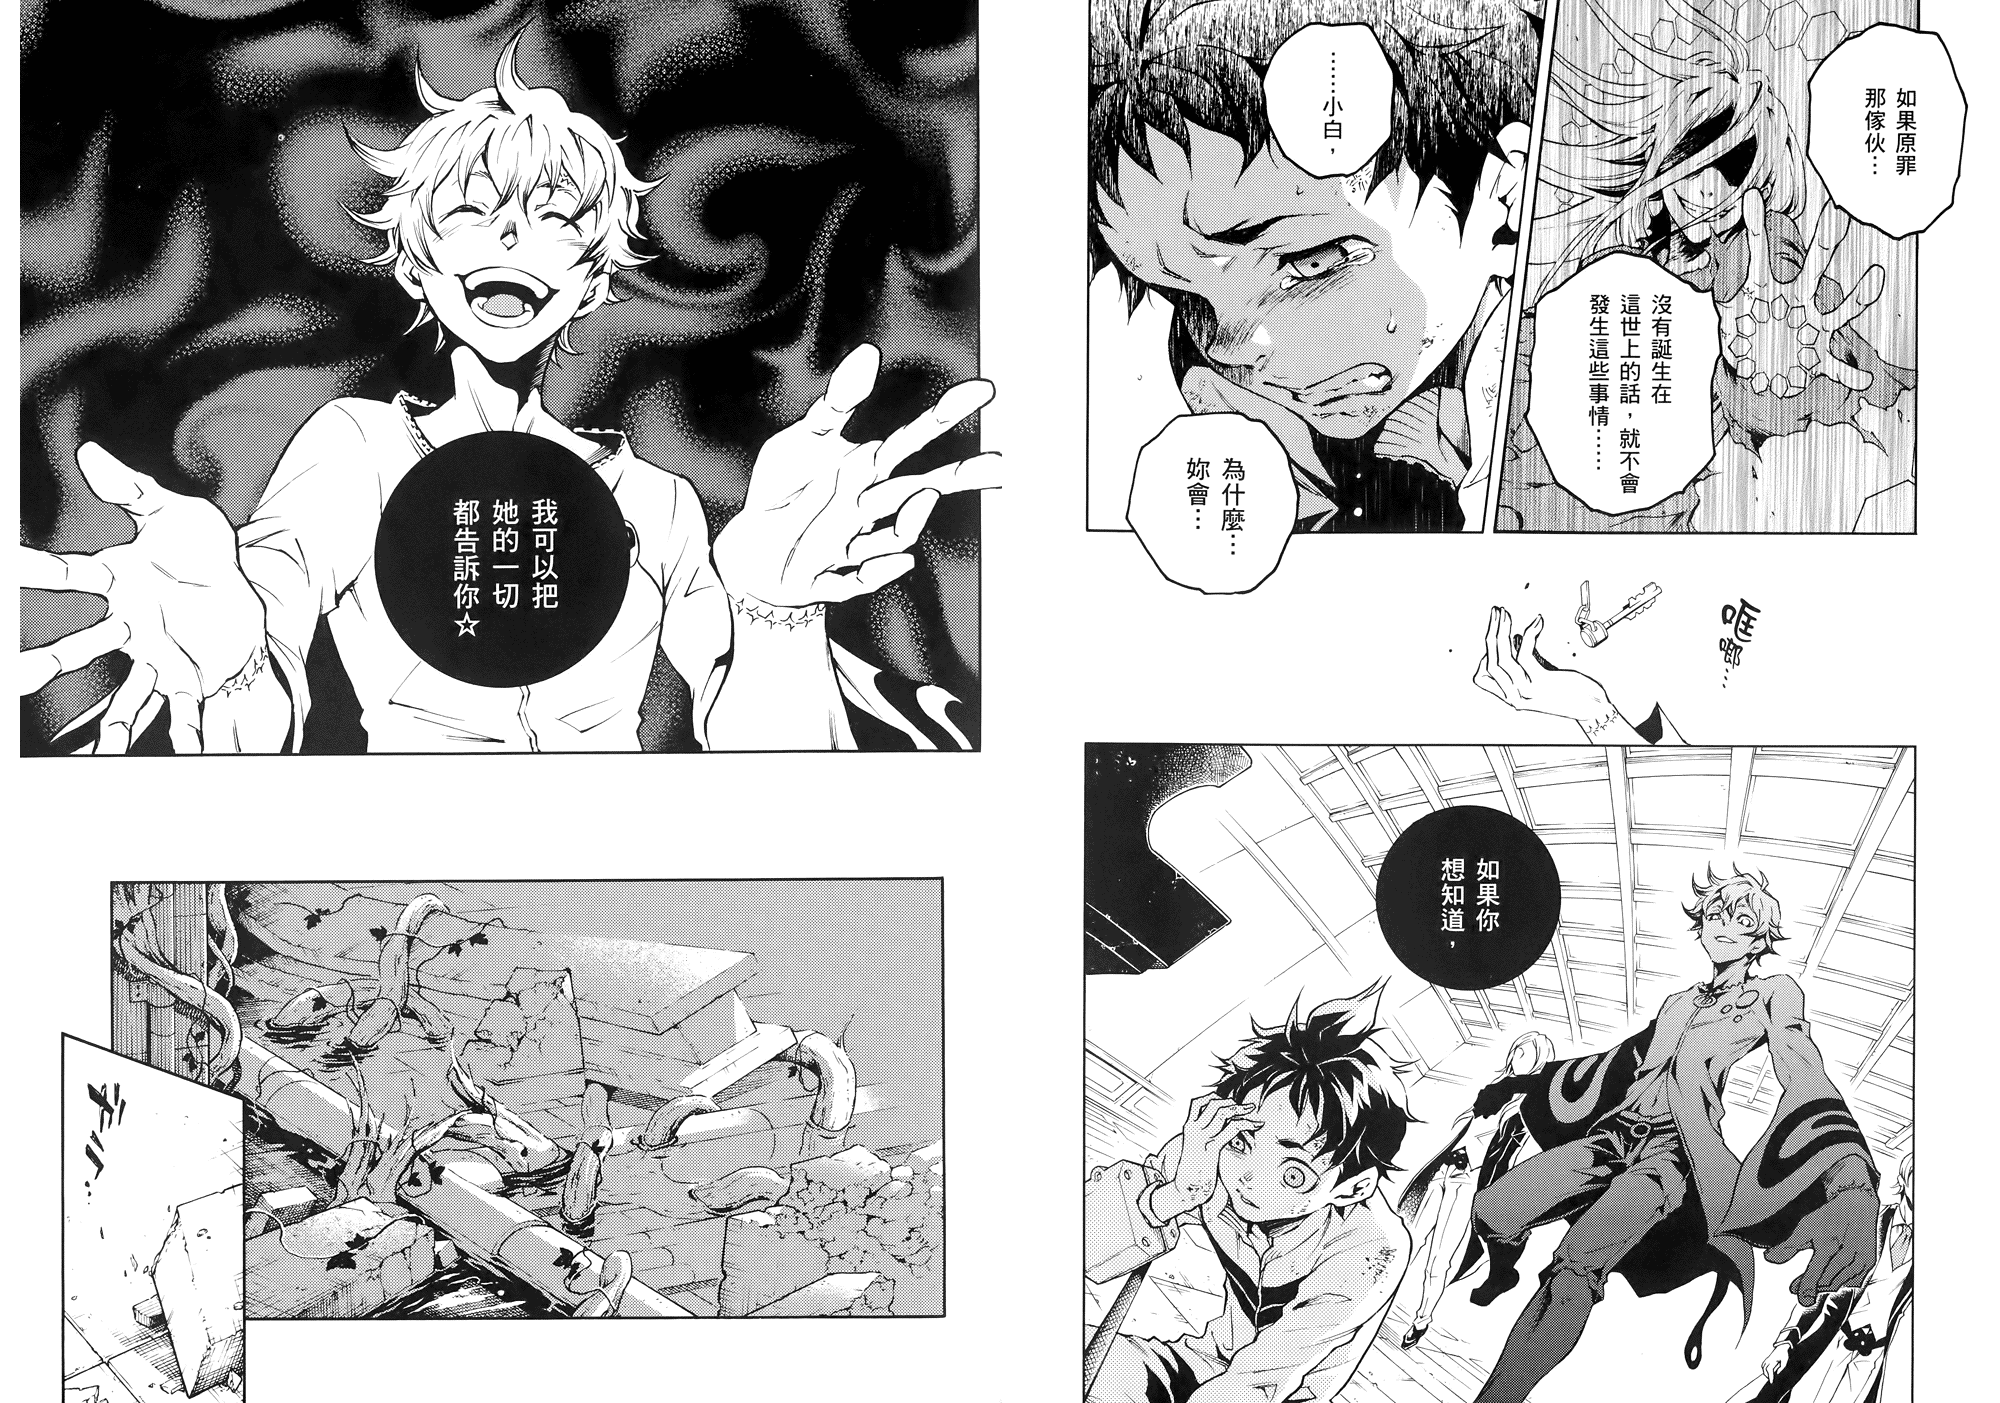 如果原罪
那傢伙…
沒有誕生在
這世上的話，就不會
發生這些事情……
……小白，
為什麼…
妳會…
哐啷…
如果你
想知道，
我可以把
她的一切
都告訴你☆